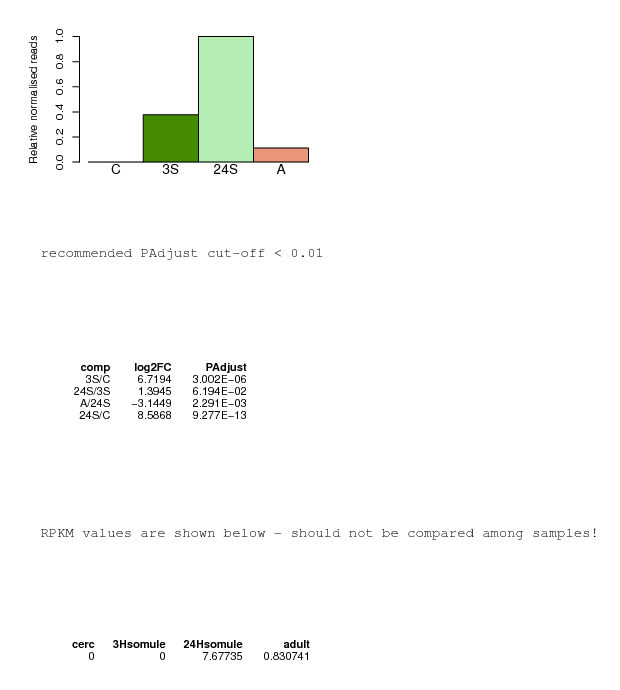 Relative normalised reads
1.0
0.8
0.6
0.4
0.2
0.0
C 3S 24S A
recommended PAdjust cut-off < 0.01
comp log2FC PAdjust
3S/C 6.7194 3.002E−06
24S/3S 1.3945 6.194E−02
A/24S −3.1449 2.291E−03
24S/C 8.5868 9.277E−13
RPKM values are shown below - should not be compared among samples!
cerc 3Hsomule 24Hsomule adult
0 0 7.67735 0.830741